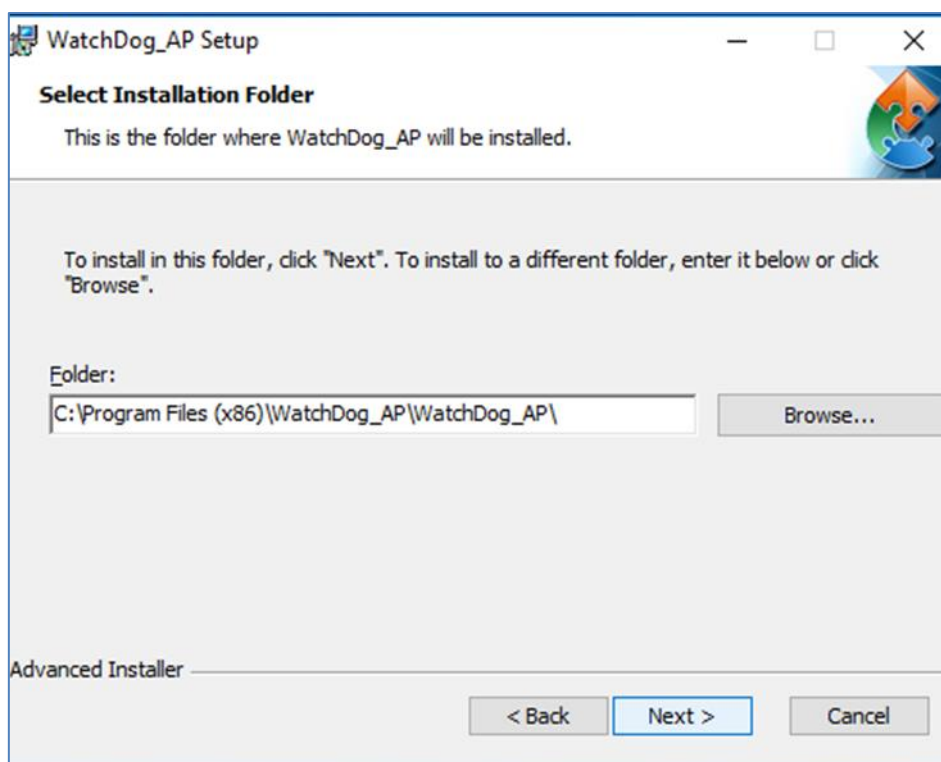 WatchDog_AP Setup
Select Installation Folder
This is the folder where WatchDog_AP will be installed.
To install in this folder, click "Next". To install to a different folder, enter it below or click
"Browse".
Folder:
C:\Program Files (x86)\WatchDog_AP\WatchDog_AP\
Browse...
Advanced Installer
< Back
Next >
Cancel